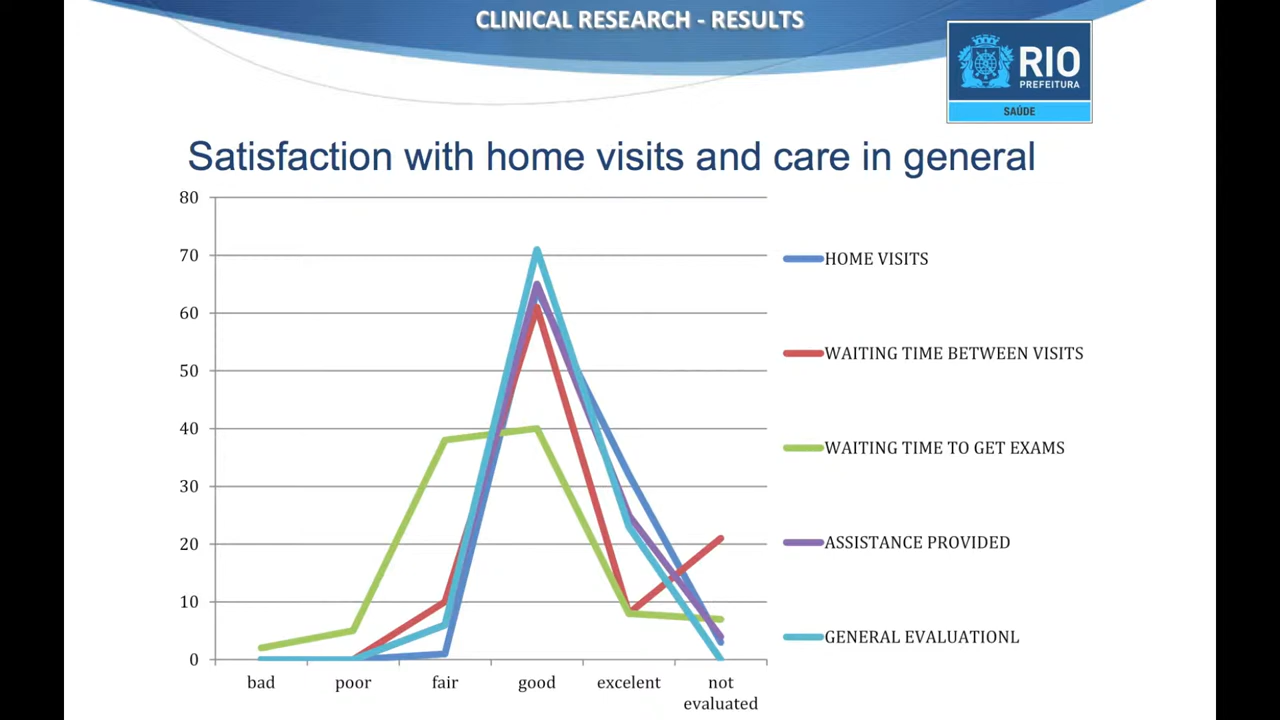 CLINICAL RESEARCH - RESULTS
RIO
PREFEITURA
SAÚDE
Satisfaction with home visits and care in general
80
70
60
50
40
30
20
10
0
bad
poor
fair
good
excelent
not
evaluated
HOME VISITS
WAITING TIME BETWEEN VISITS
WAITING TIME TO GET EXAMS
ASSISTANCE PROVIDED
GENERAL EVALUATIONL